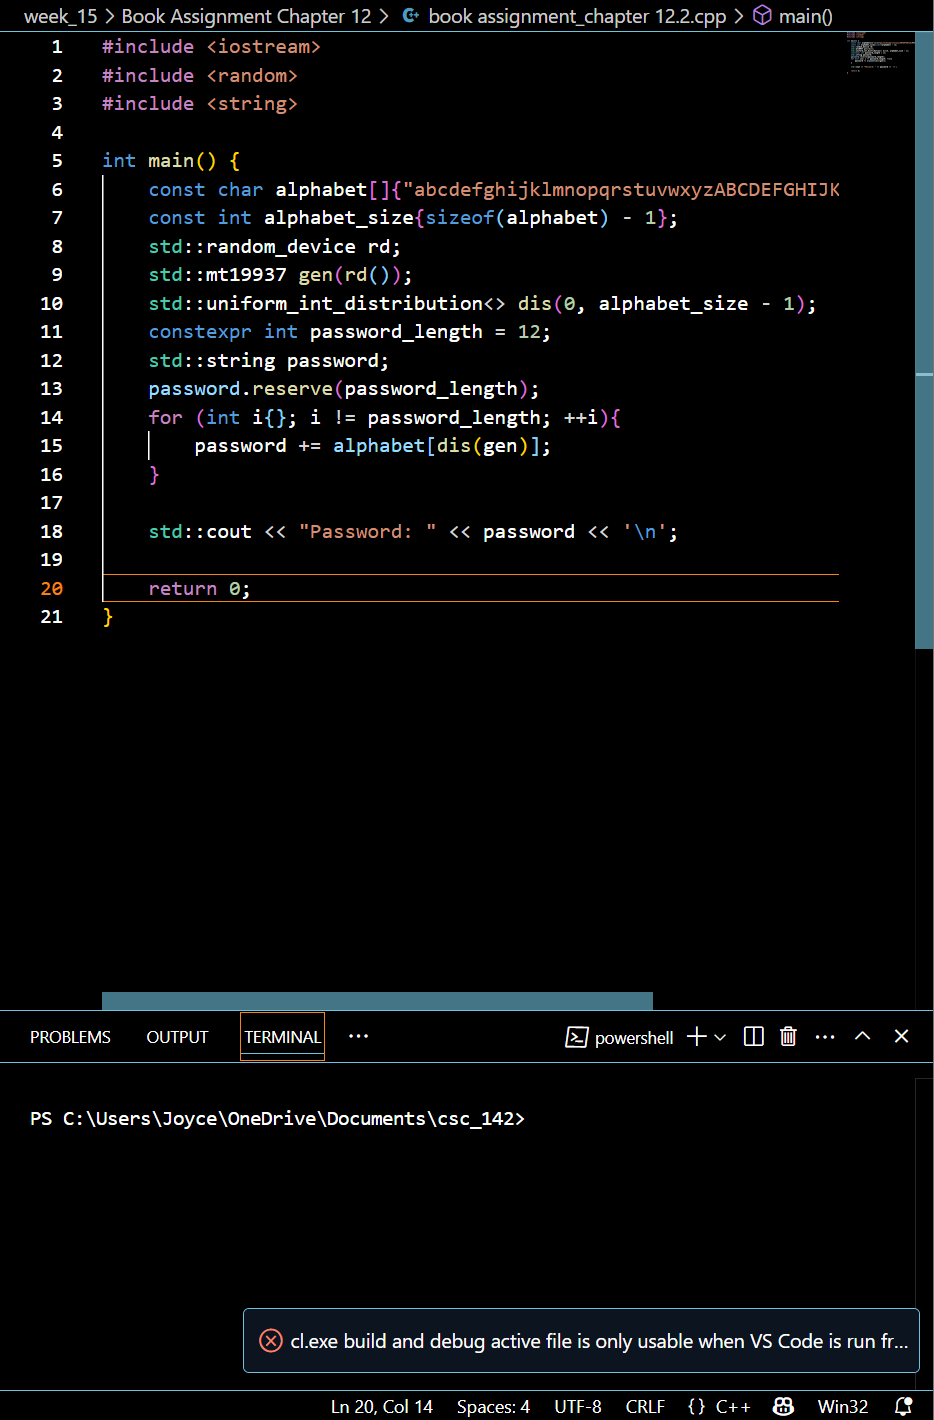 week_15 > Book Assignment Chapter 12 > book assignment_chapter 12.2.cpp > main()
1 #include <iostream>
2 #include <random>
3 #include <string>
4
5 int main() {
6 const char alphabet[]{"abcdefghijklmnopqrstuvwxyzABCDEFGHIJK
7 const int alphabet_size{sizeof(alphabet) - 1};
8 std::random_device rd;
9 std::mt19937 gen(rd());
10 std::uniform_int_distribution<> dis(0, alphabet_size - 1);
11 constexpr int password_length = 12;
12 std::string password;
13 password.reserve(password_length);
14 for (int i{}; i != password_length; ++i){
15 password += alphabet[dis(gen)];
16 }
17
18 std::cout << "Password: " << password << '\n';
19
20 return 0;
21 }
PROBLEMS OUTPUT TERMINAL ··· powershell
PS C:\Users\Joyce\OneDrive\Documents\csc_142>
cl.exe build and debug active file is only usable when VS Code is run fr...
Ln 20, Col 14 Spaces: 4 UTF-8 CRLF {} C++ Win32